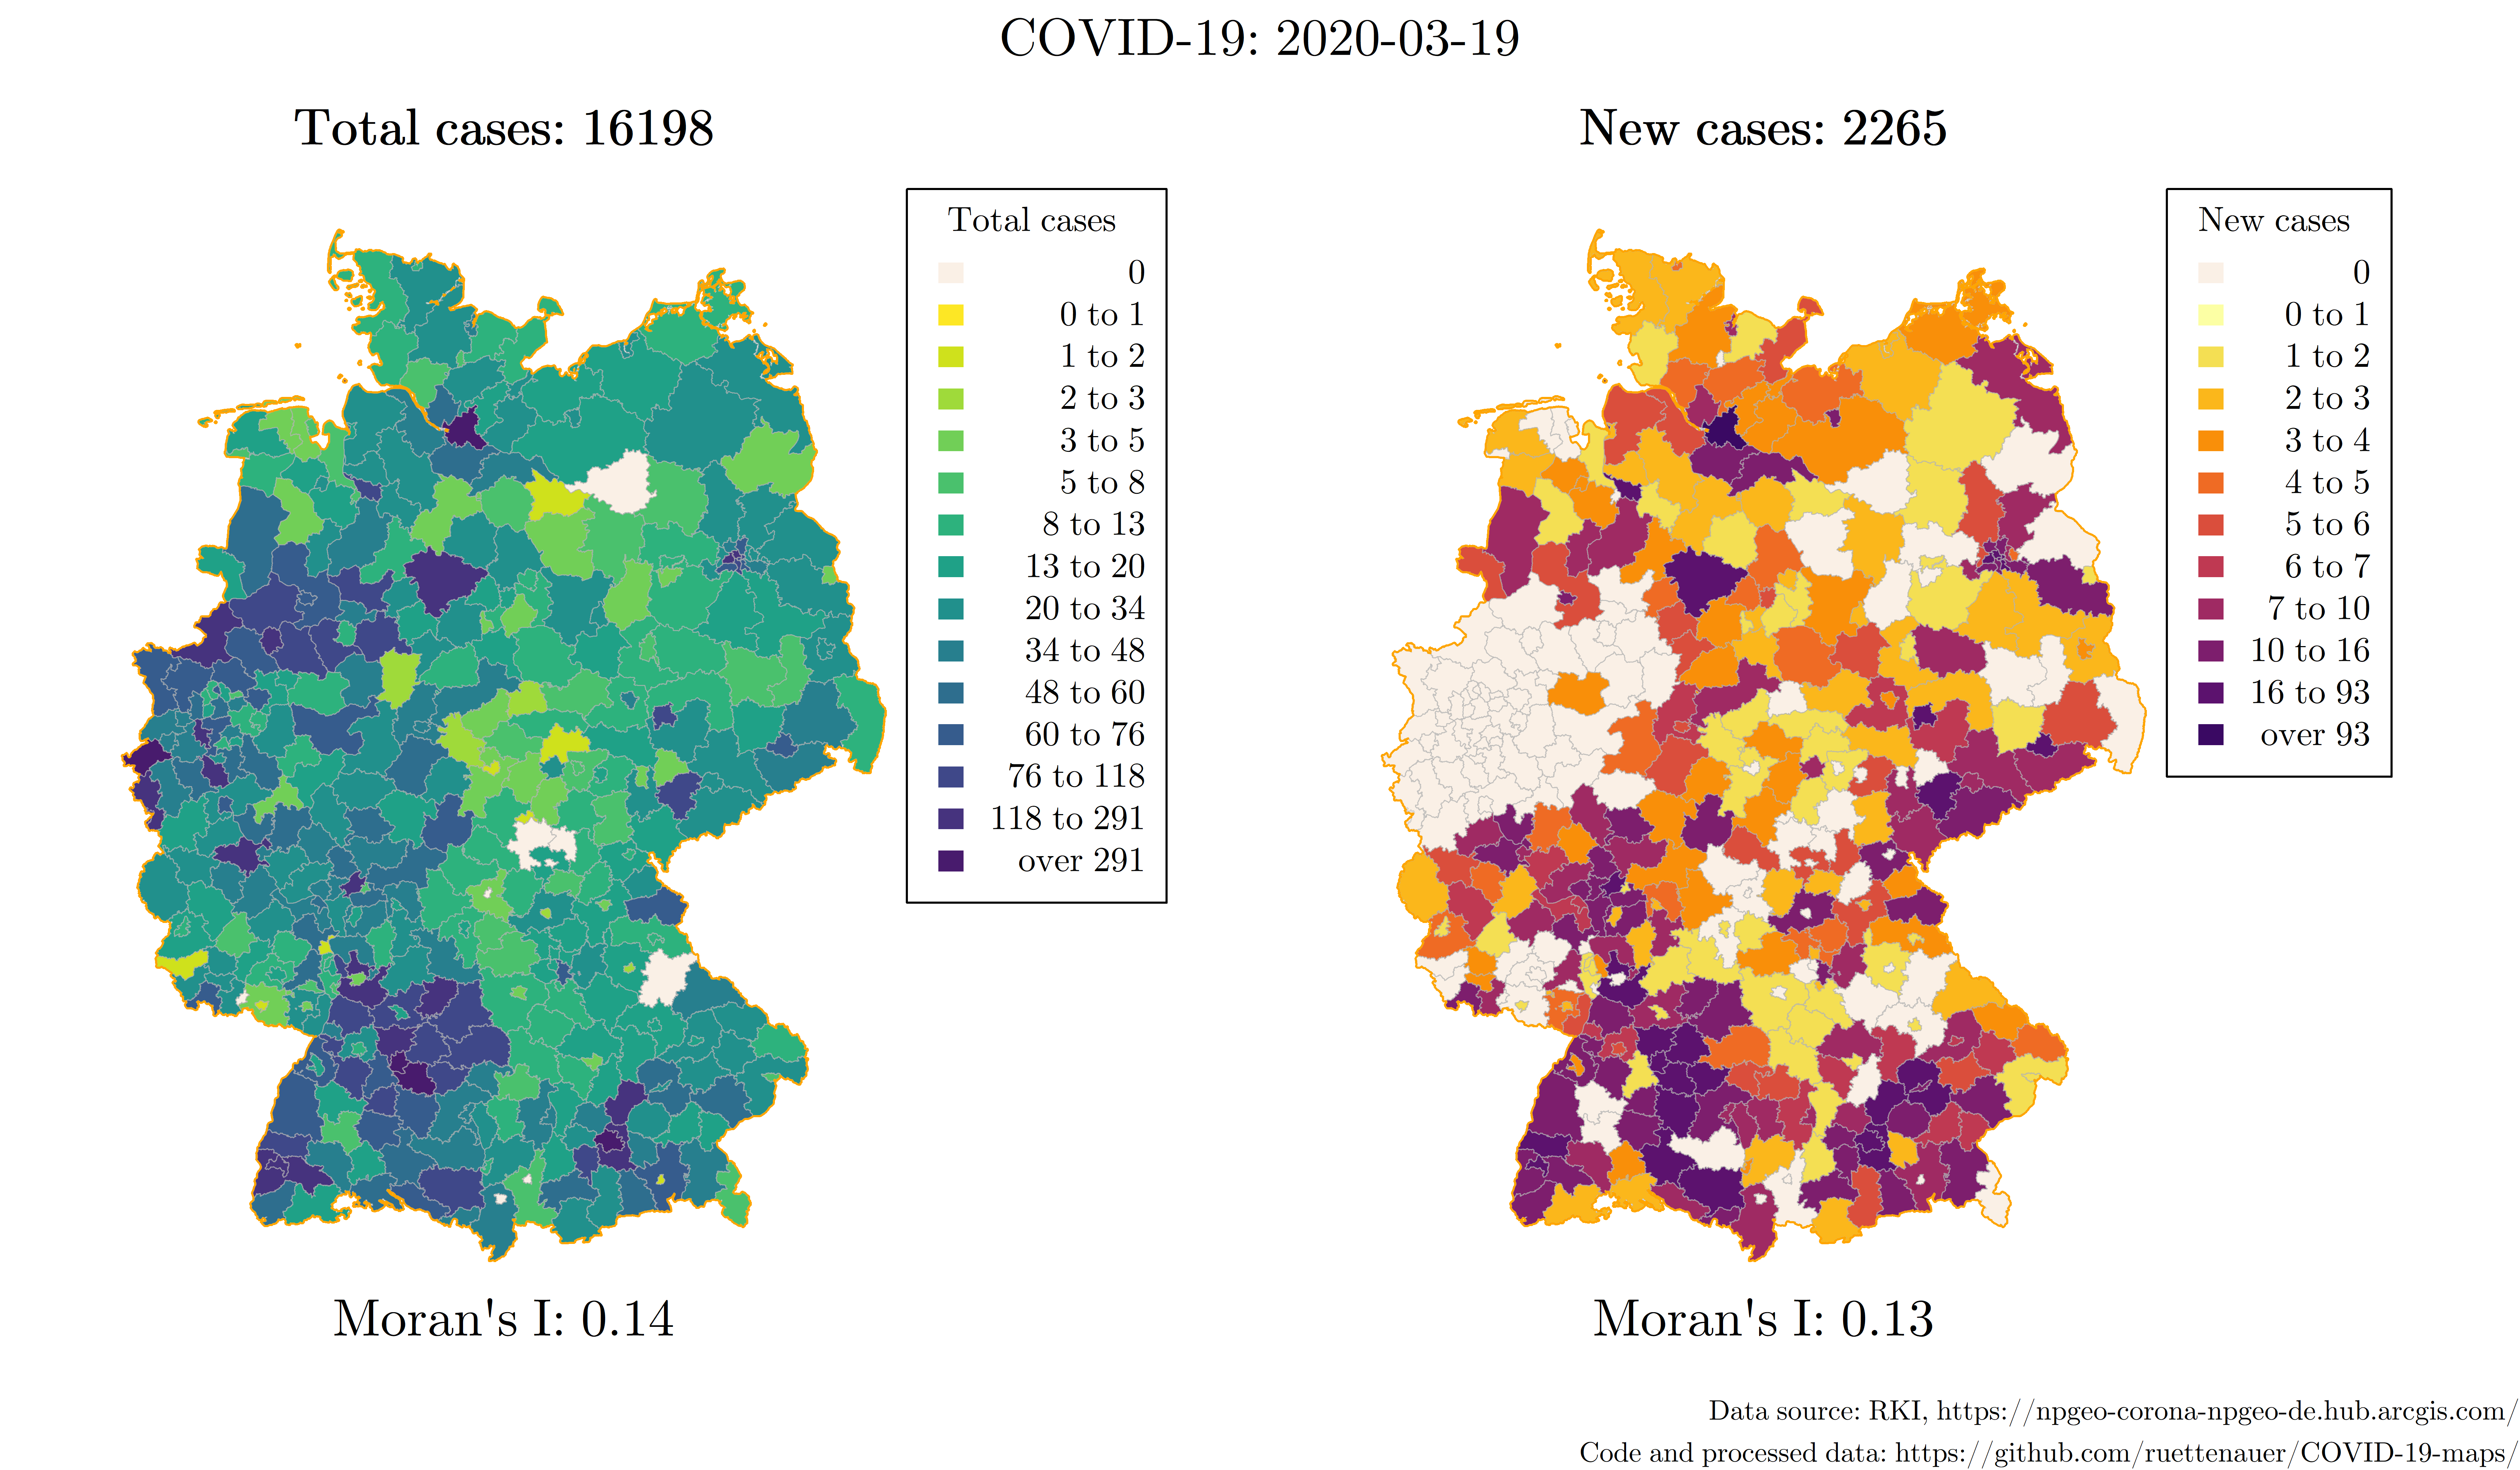 COVID-19: 2020-03-19
Total cases: 16198
Total cases
0
0 to 1
1 to 2
2 to 3
3 to 5
5 to 8
8 to 13
13 to 20
20 to 34
34 to 48
48 to 60
60 to 76
76 to 118
118 to 291
over 291
Moran's I: 0.14
New cases: 2265
New cases
0
0 to 1
1 to 2
2 to 3
3 to 4
4 to 5
5 to 6
6 to 7
7 to 10
10 to 16
16 to 93
over 93
Moran's I: 0.13
Data source: RKI, https://npgeo-corona-npgeo-de.hub.arcgis.com/
Code and processed data: https://github.com/ruettenauer/COVID-19-maps/